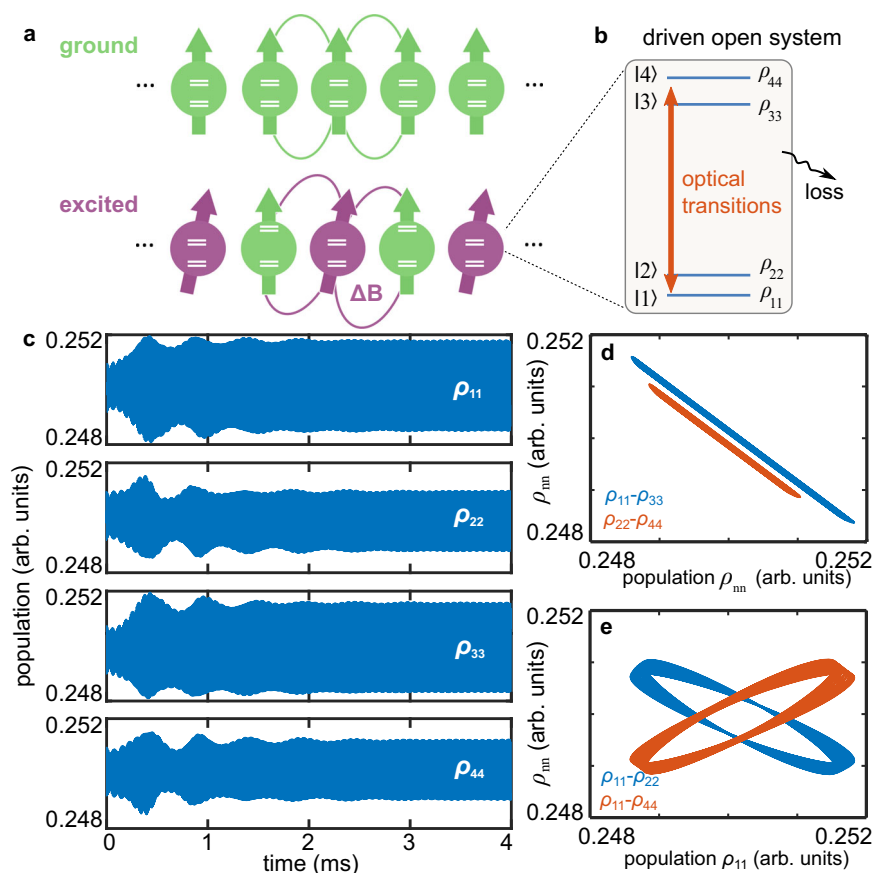 a
ground
...
...
excited
...
...
ΔB
b
driven open system
|4⟩
ρ44
|3⟩
ρ33
optical
transitions
loss
|2⟩
ρ22
|1⟩
ρ11
c
0.252
ρ11
0.248
0.252
ρ22
0.248
0.252
ρ33
0.248
0.252
ρ44
0.248
0
1
2
3
4
time (ms)
population (arb. units)
d
0.252
ρnn (arb. units)
ρ11-ρ33
ρ22-ρ44
0.248
0.248
0.252
population ρnn (arb. units)
e
0.252
ρnn (arb. units)
ρ11-ρ22
ρ11-ρ44
0.248
0.248
0.252
population ρ11 (arb. units)